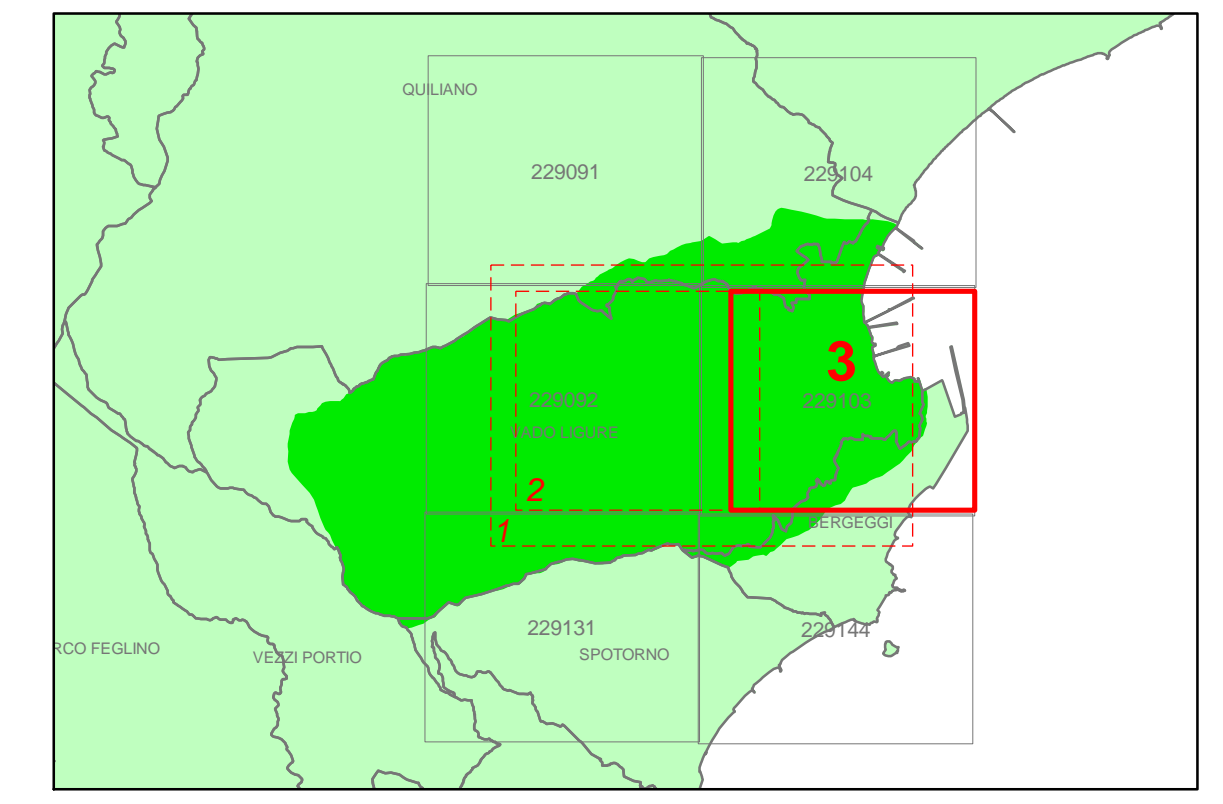 QUILIANO
229091
229104
3
229092
229103
VADO LIGURE
2
1
BERGEGGI
229131
229144
RCO FEGLINO
VEZZI PORTIO
SPOTORNO